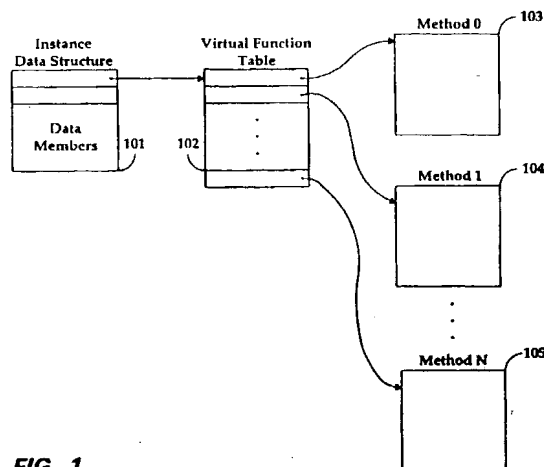 Instance
Data Structure
Data
Members
101
Virtual Function
Table
102
Method 0
103
Method 1
104
Method N
105
FIG. 1